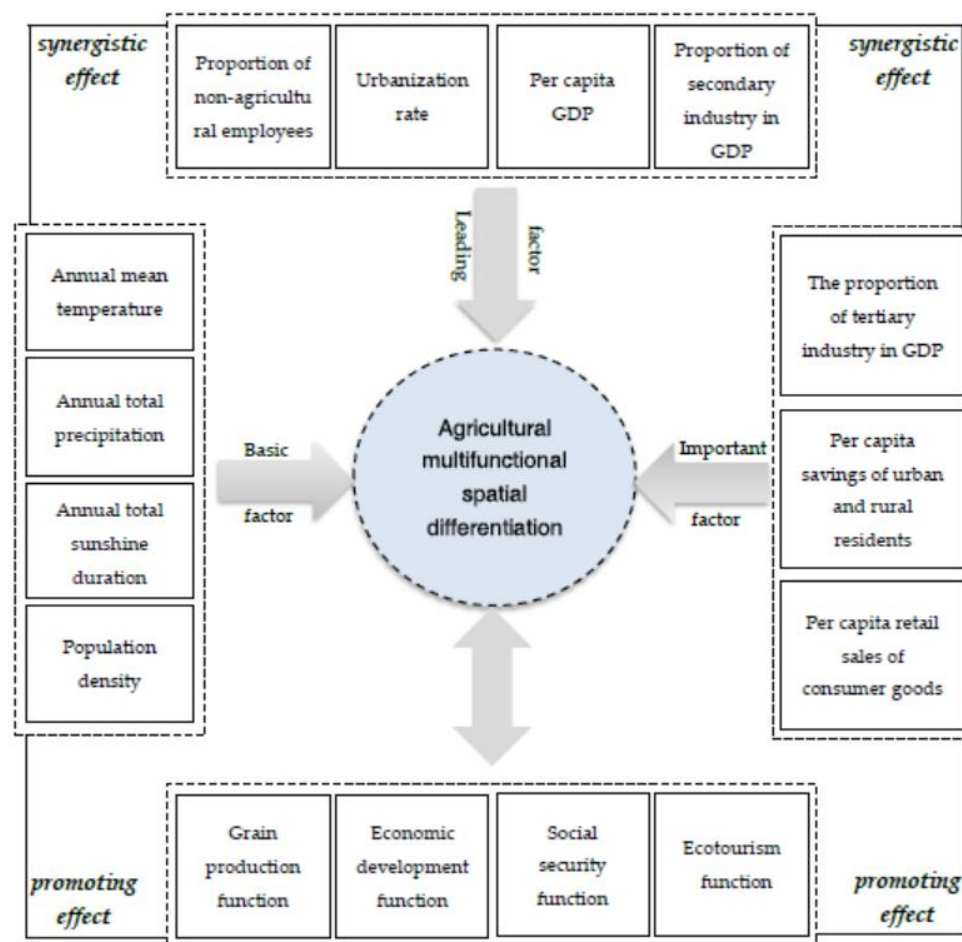 synergistic
effect
Proportion of
non-agricultu
ral employees
Urbanization
rate
Per capita
GDP
Proportion of
secondary
industry in
GDP
synergistic
effect
Leading
factor
Annual mean
temperature
Annual total
precipitation
Annual total
sunshine
duration
Population
density
Basic
factor
Agricultural
multifunctional
spatial
differentiation
Important
factor
The proportion
of tertiary
industry in GDP
Per capita
savings of urban
and rural
residents
Per capita retail
sales of
consumer goods
promoting
effect
Grain
production
function
Economic
development
function
Social
security
function
Ecotourism
function
promoting
effect